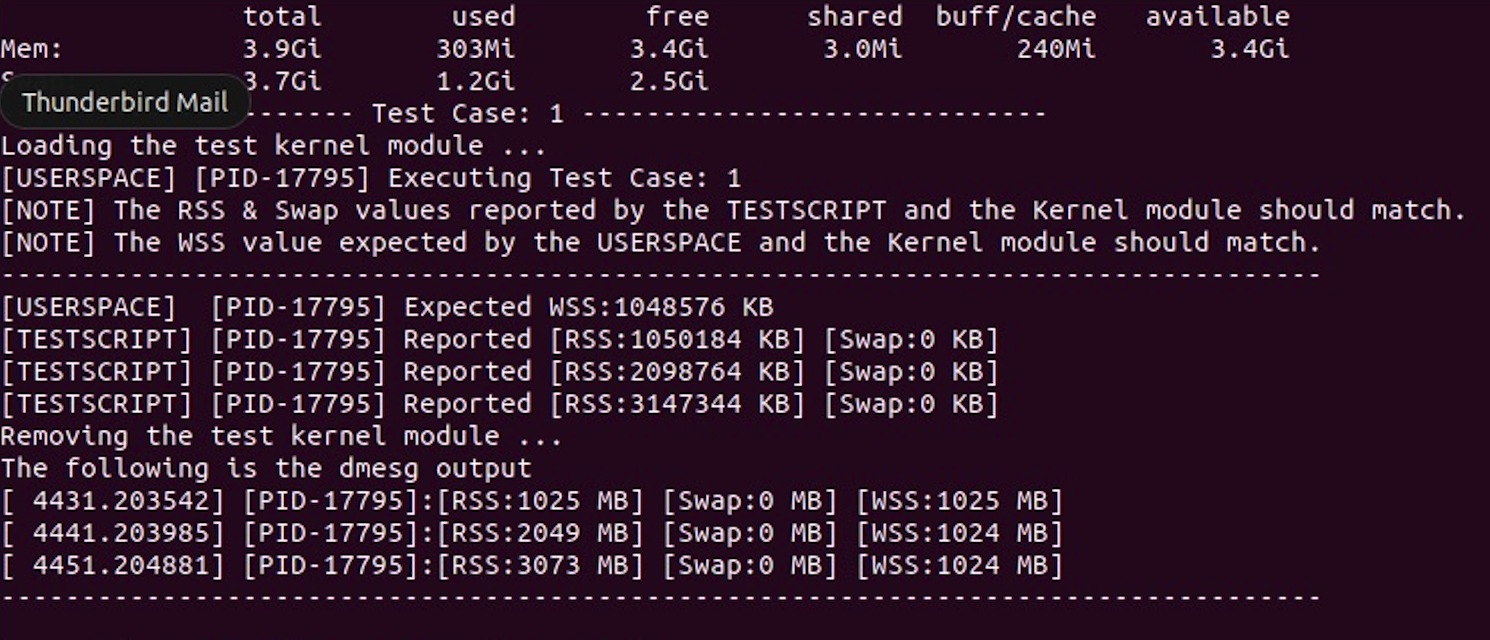 total        used        free      shared  buff/cache   available
Mem:           3.9Gi       303Mi       3.4Gi       3.0Mi       240Mi       3.4Gi
3.7Gi       1.2Gi       2.5Gi
Thunderbird Mail
------- Test Case: 1 -----------------------------
Loading the test kernel module ...
[USERSPACE] [PID-17795] Executing Test Case: 1
[NOTE] The RSS & Swap values reported by the TESTSCRIPT and the Kernel module should match.
[NOTE] The WSS value expected by the USERSPACE and the Kernel module should match.
----------------------------------------------------------------------------------
[USERSPACE]  [PID-17795] Expected WSS:1048576 KB
[TESTSCRIPT] [PID-17795] Reported [RSS:1050184 KB] [Swap:0 KB]
[TESTSCRIPT] [PID-17795] Reported [RSS:2098764 KB] [Swap:0 KB]
[TESTSCRIPT] [PID-17795] Reported [RSS:3147344 KB] [Swap:0 KB]
Removing the test kernel module ...
The following is the dmesg output
[ 4431.203542] [PID-17795]:[RSS:1025 MB] [Swap:0 MB] [WSS:1025 MB]
[ 4441.203985] [PID-17795]:[RSS:2049 MB] [Swap:0 MB] [WSS:1024 MB]
[ 4451.204881] [PID-17795]:[RSS:3073 MB] [Swap:0 MB] [WSS:1024 MB]
----------------------------------------------------------------------------------